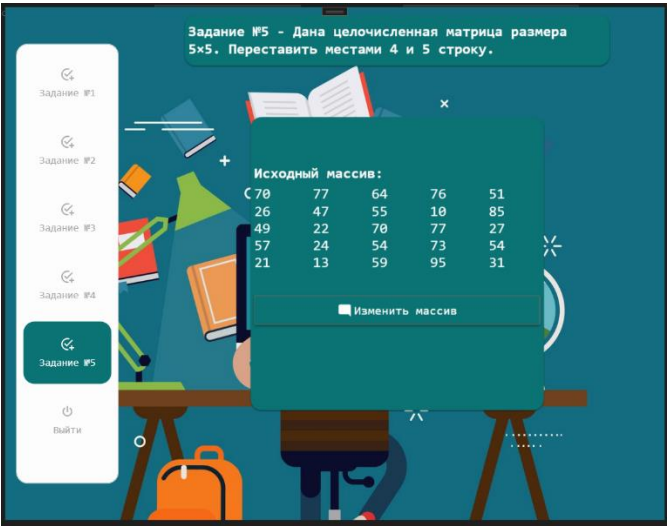 Задание №5 - Дана целочисленная матрица размера
5×5. Переставить местами 4 и 5 строку.
Задание №1
Задание №2
Задание №3
Задание №4
Задание №5
Выйти
Исходный массив:
70 77 64 76 51
26 47 55 10 85
49 22 70 77 27
57 24 54 73 54
21 13 59 95 31
Изменить массив